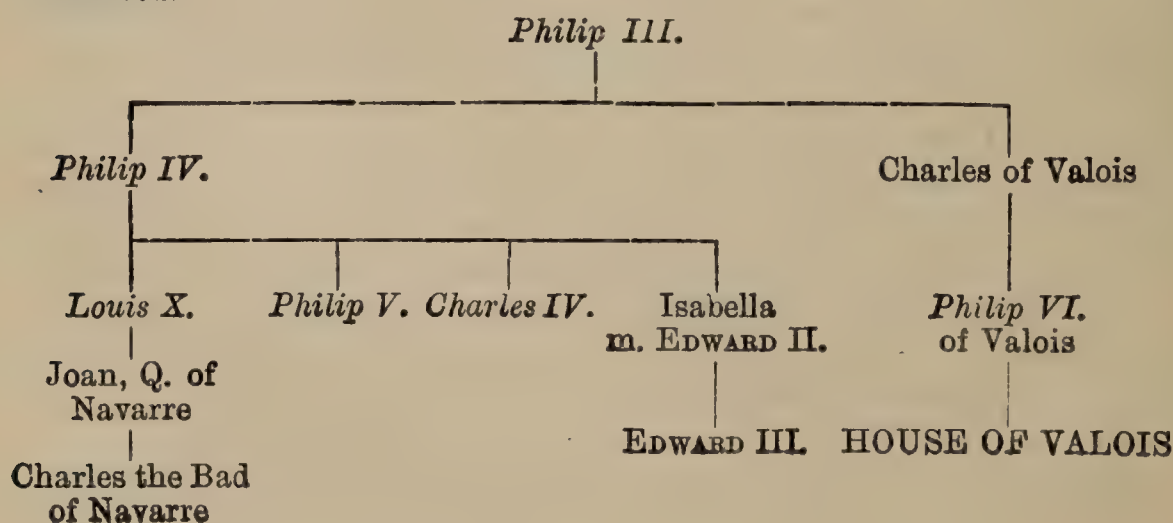 Philip III.
Philip IV.
Charles of Valois
Louis X.
Philip V.
Charles IV.
Isabella
m. EDWARD II.
Philip VI.
of Valois
Joan, Q. of
Navarre
EDWARD III.
HOUSE OF VALOIS
Charles the Bad
of Navarre